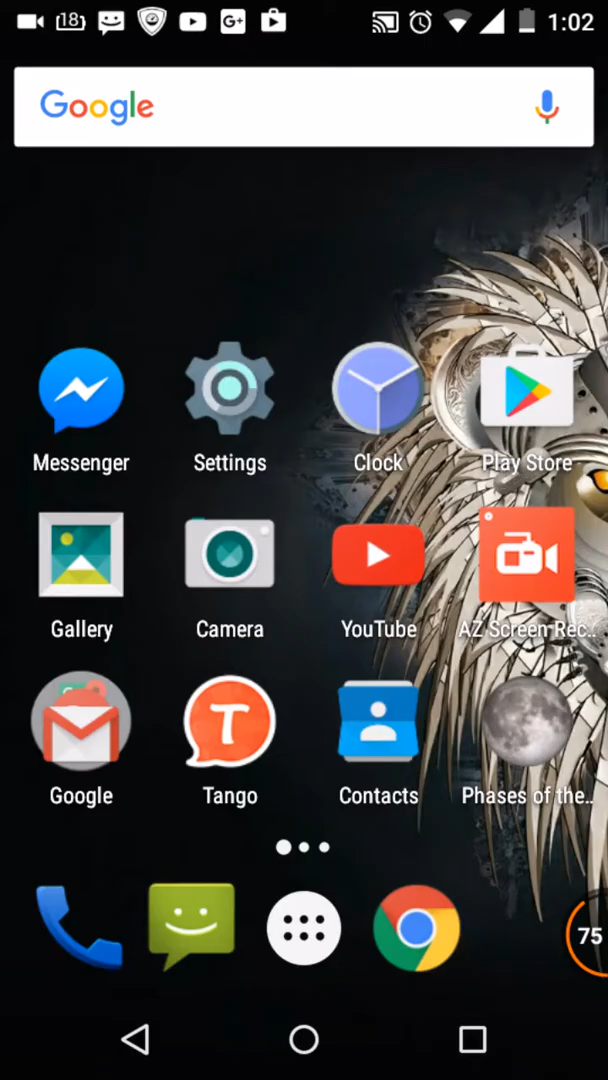 18 G+ 1:02
Google
Messenger Settings Clock Play Store
Gallery Camera YouTube AZ Screen Rec..
Google Tango Contacts Phases of the..
T
75